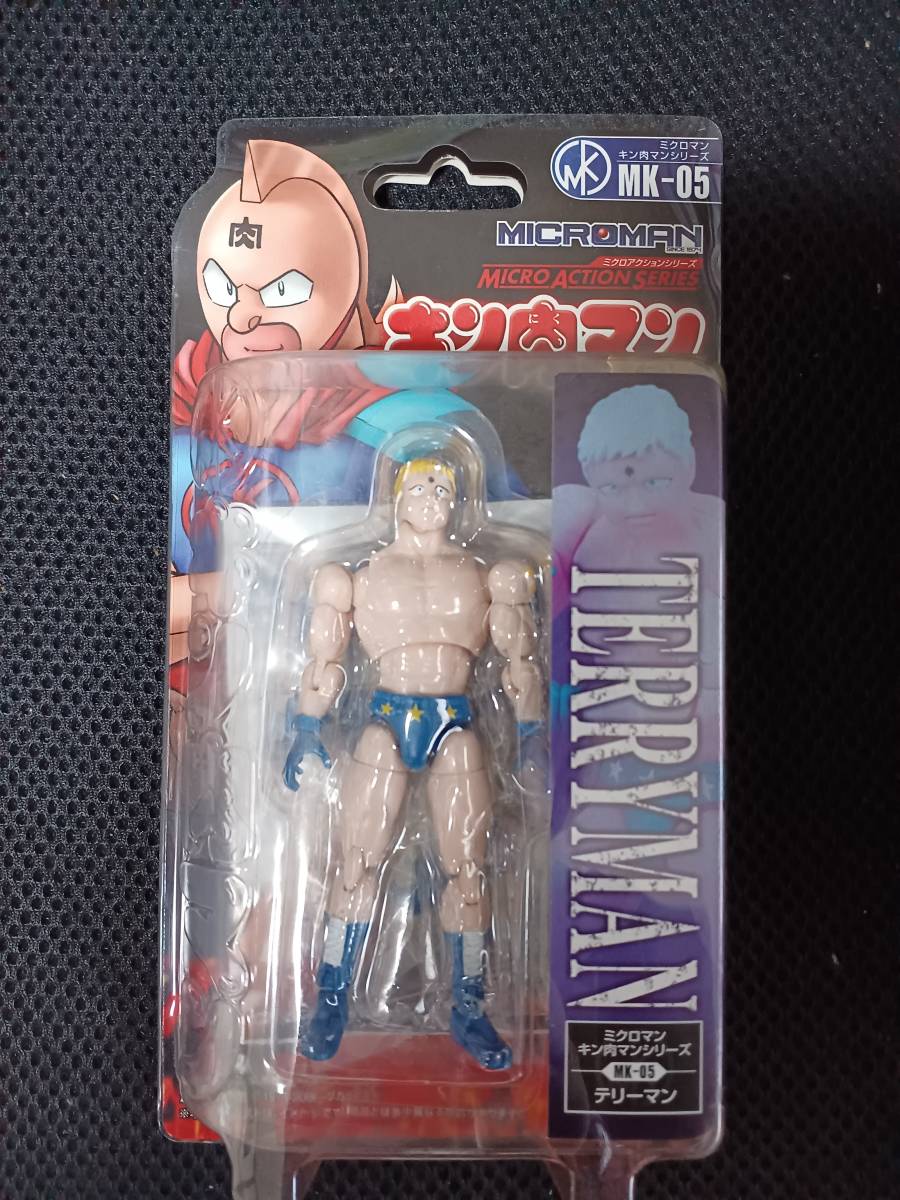 ミクロマン
キン肉マンシリーズ
MK
MK-05
肉
MICROMAN
SINCE 1974
ミクロアクションシリーズ
MICRO ACTION SERIES
キン肉マン
にく
TERRYMAN
ミクロマン
キン肉マンシリーズ
MK-05
テリーマン